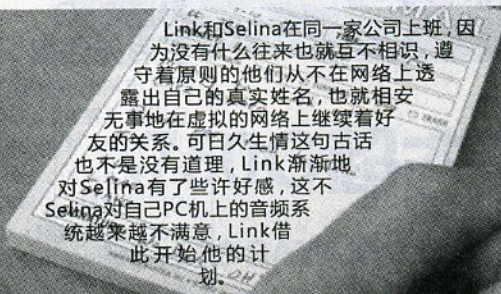 Link和Selina在同一家公司上班，因
为没有什么往来也就互不相识，遵
守着原则的他们从不在网络上透
露出自己的真实姓名，也就相安
无事地在虚拟的网络上继续着好
友的关系。可日久生情这句古话
也不是没有道理，Link渐渐地
对Selina有了些许好感，这不
Selina对自己PC机上的音频系
统越来越不满意，Link借
此开始他的计
划。